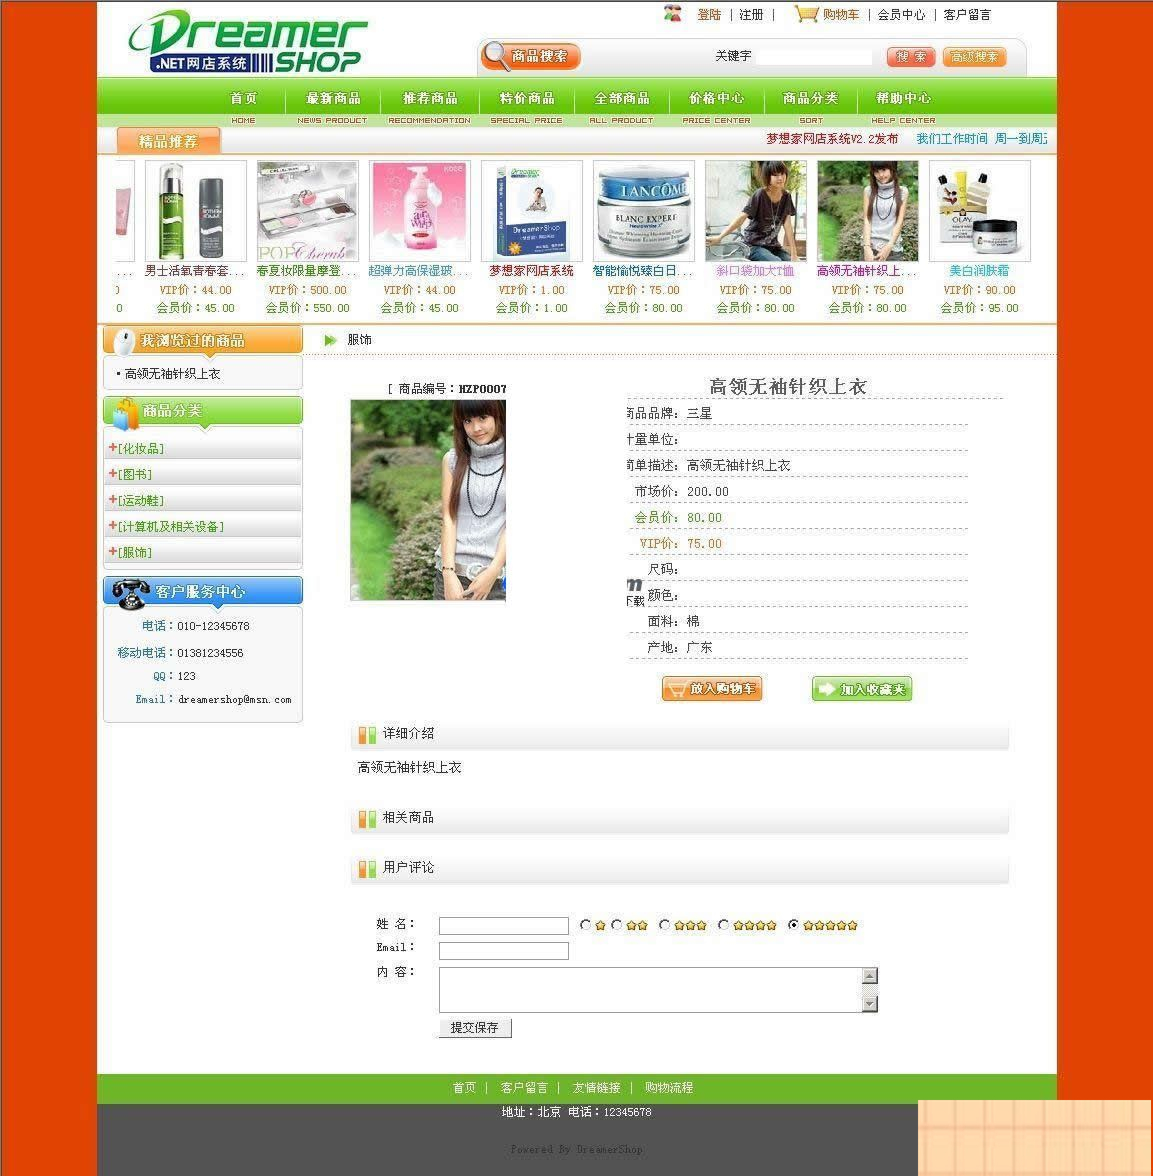 登陆 | 注册 | 购物车 | 会员中心 | 客户留言
Dreamer
.NET网店系统 SHOP
商品搜索 关键字 搜 索 高级搜索
首页 最新商品 推荐商品 特价商品 全部商品 价格中心 商品分类 帮助中心
HOME NEWS PRODUCT RECOMMENDATION SPECIAL PRICE ALL PRODUCT PRICE CENTER SORT HELP CENTER
精品推荐 梦想家网店系统V2.2发布 我们工作时间 周一到周
... 男士活氧青春套... 春夏妆限量摩登... 超弹力高保湿玻... 梦想家网店系统 智能愉悦臻白日... 斜口袋加大T恤 高领无袖针织上... 美白润肤霜
0 VIP价：44.00 VIP价：500.00 VIP价：44.00 VIP价：1.00 VIP价：75.00 VIP价：75.00 VIP价：75.00 VIP价：90.00
0 会员价：45.00 会员价：550.00 会员价：45.00 会员价：1.00 会员价：80.00 会员价：80.00 会员价：80.00 会员价：95.00
我浏览过的商品
• 高领无袖针织上衣
商品分类
+[化妆品]
+[图书]
+[运动鞋]
+[计算机及相关设备]
+[服饰]
客户服务中心
电话：010-12345678
移动电话：01381234556
QQ：123
Email：dreamershop@msn.com
服饰
[ 商品编号：HZP0007
高领无袖针织上衣
商品品牌：三星
计量单位：
简单描述：高领无袖针织上衣
市场价：200.00
会员价：80.00
VIP价：75.00
尺码：
下载 颜色：
面料：棉
产地：广东
放入购物车 加入收藏夹
详细介绍
高领无袖针织上衣
相关商品
用户评论
姓 名：
Email：
内 容：
提交保存
首页 | 客户留言 | 友情链接 | 购物流程
地址：北京 电话：12345678
Powered By DreamerShop